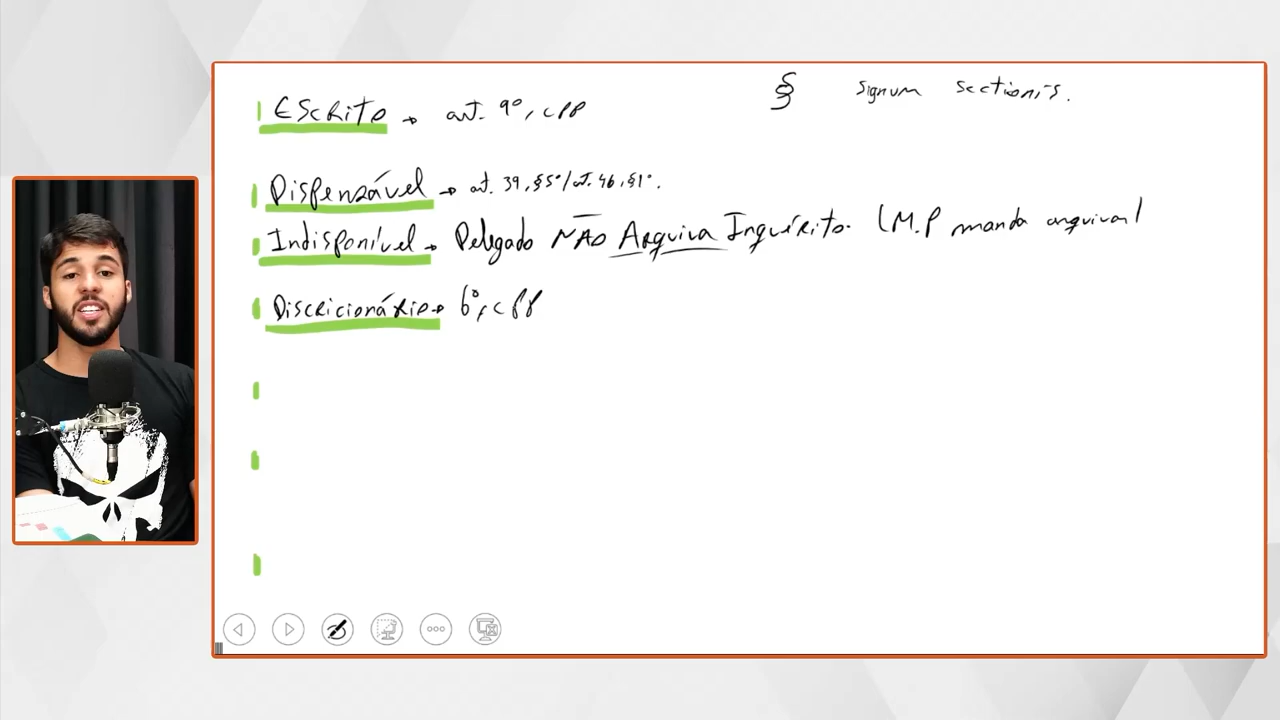 Escrito → art. 9º, CPP
§ signum sectionis.
Dispensável → art. 39, §5º/art. 46, §1º.
Indisponível → Delegado NÃO Arquiva Inquérito. (M.P manda arquivar)
Discricionário → 6º, CPP